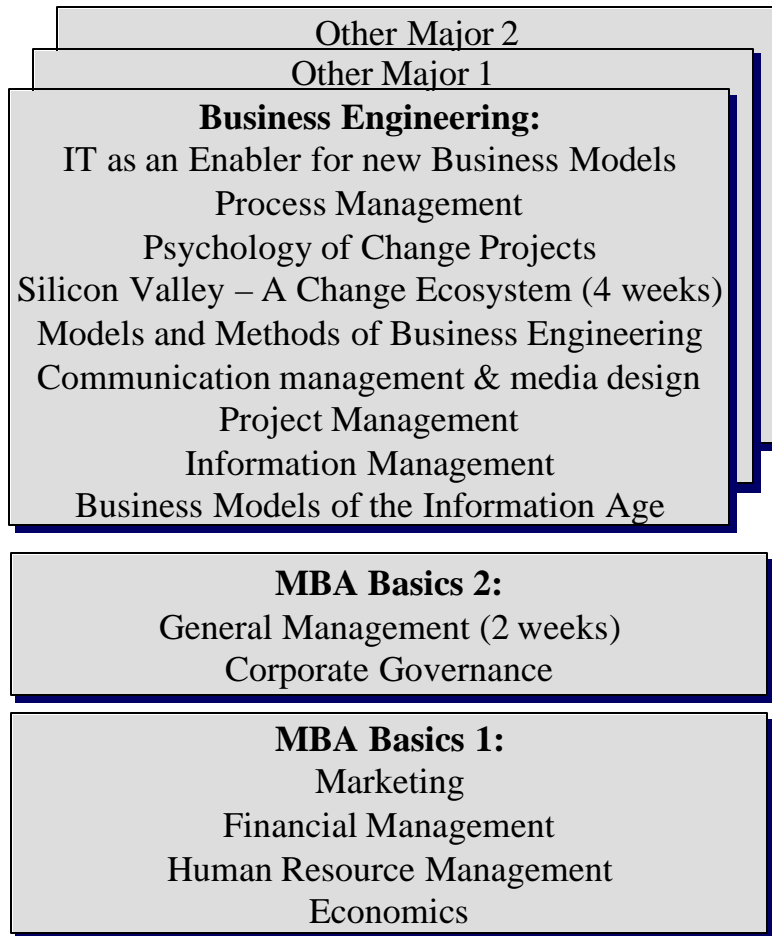 Other Major 2
Other Major 1
Business Engineering:
IT as an Enabler for new Business Models
Process Management
Psychology of Change Projects
Silicon Valley – A Change Ecosystem (4 weeks)
Models and Methods of Business Engineering
Communication management & media design
Project Management
Information Management
Business Models of the Information Age
MBA Basics 2:
General Management (2 weeks)
Corporate Governance
MBA Basics 1:
Marketing
Financial Management
Human Resource Management
Economics